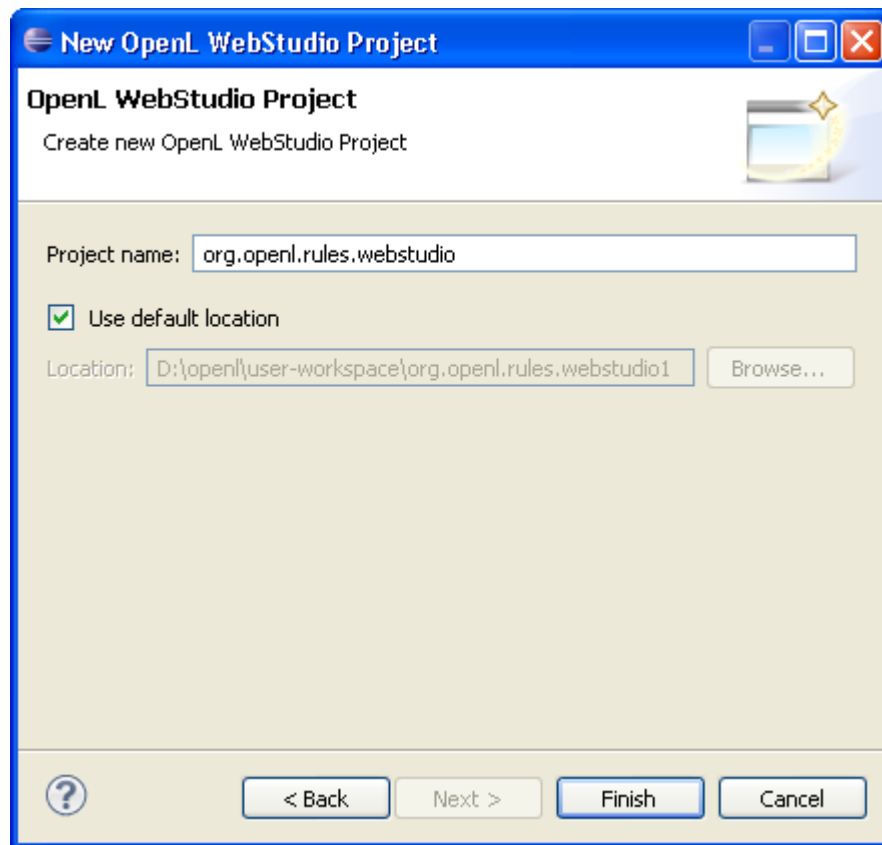 New OpenL WebStudio Project
OpenL WebStudio Project
Create new OpenL WebStudio Project
Project name: org.openl.rules.webstudio
Use default location
Location: D:\openl\user-workspace\org.openl.rules.webstudio1 Browse...
? < Back Next > Finish Cancel